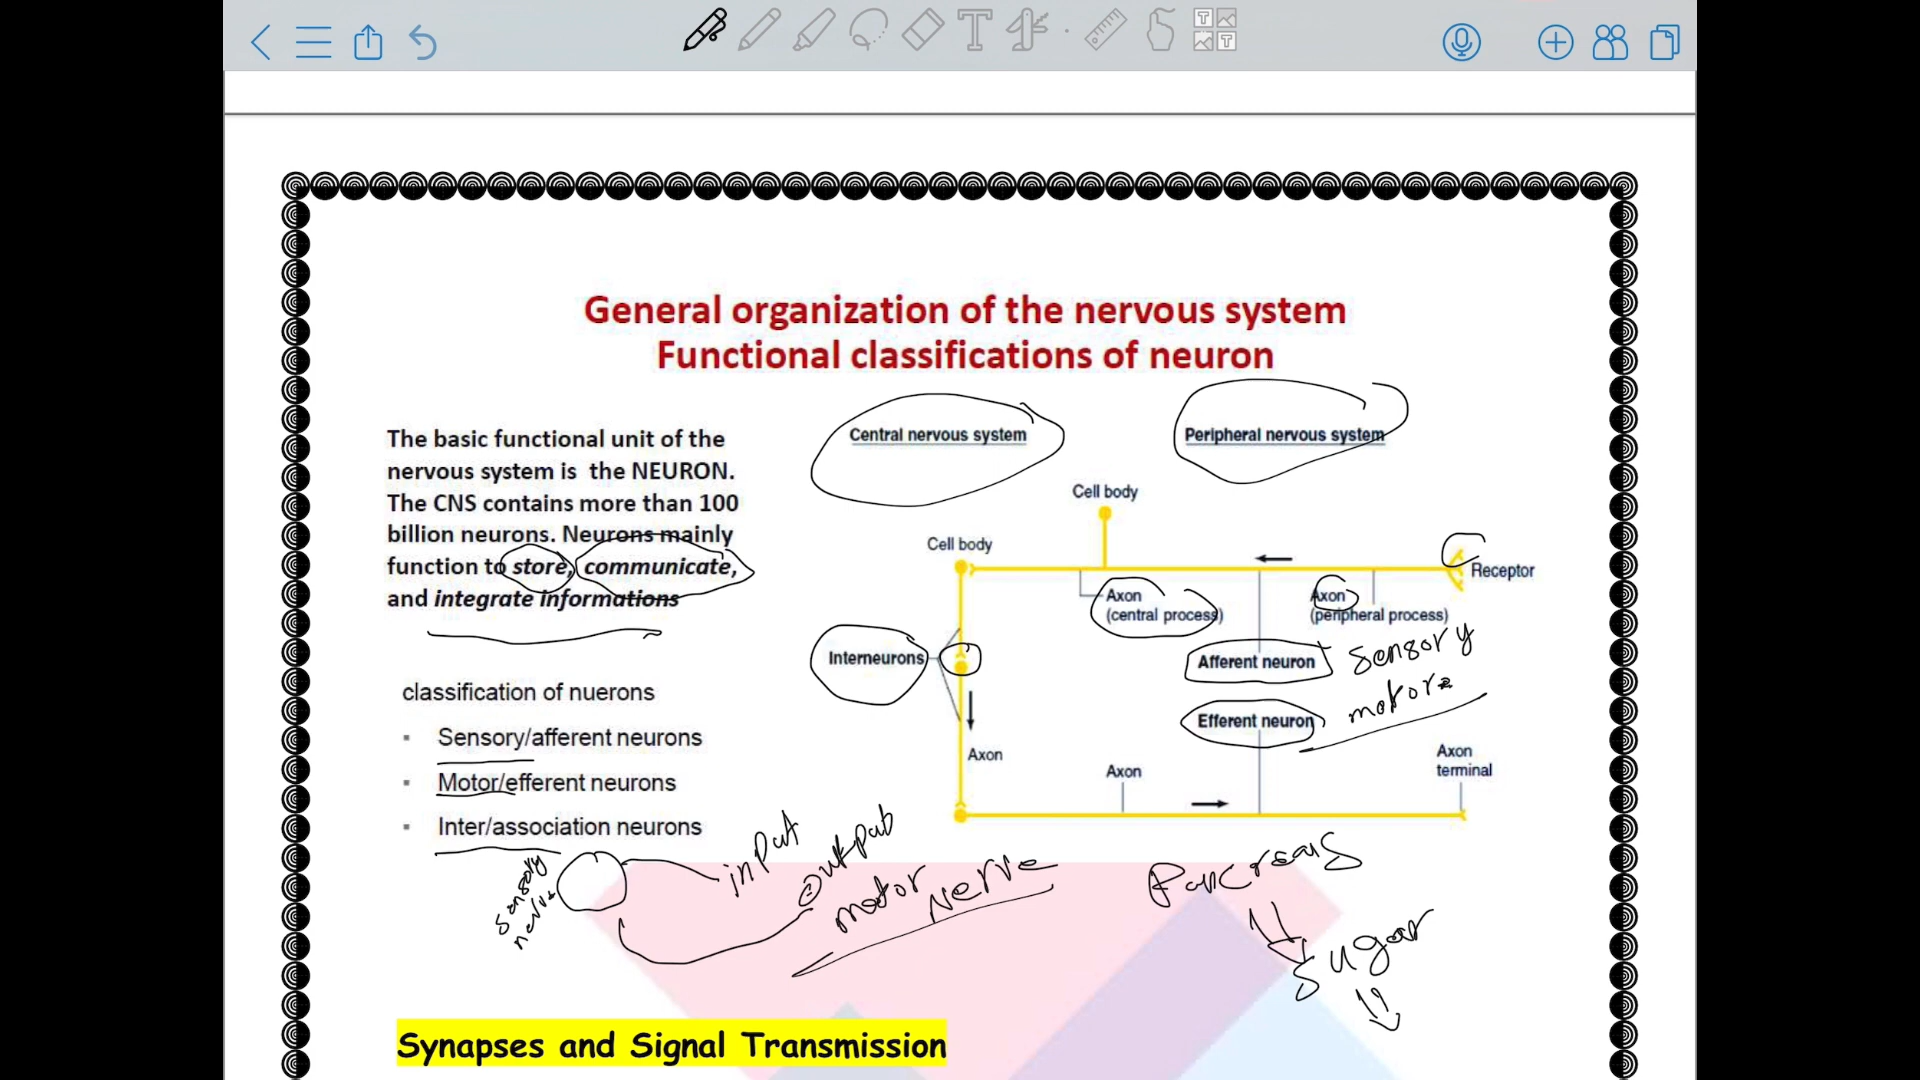 General organization of the nervous system
Functional classifications of neuron
The basic functional unit of the
nervous system is the NEURON.
The CNS contains more than 100
billion neurons. Neurons mainly
function to store, communicate,
and integrate informations
classification of nuerons
▪ Sensory/afferent neurons
▪ Motor/efferent neurons
▪ Inter/association neurons
Central nervous system
Peripheral nervous system
Cell body
Cell body
Receptor
Axon
(central process)
Axon
(peripheral process)
Interneurons
Afferent neuron
sensory
Efferent neuron
motor
Axon
Axon
Axon
terminal
sensory
input
output
motor nerve
Pancreas
sugar
Synapses and Signal Transmission